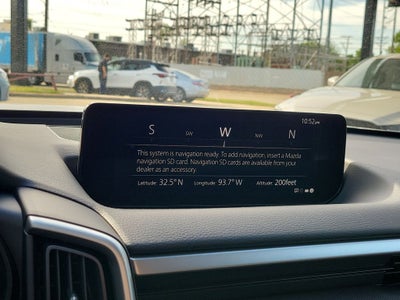 10:52
S SW W NW N
This system is navigation ready. To add navigation, insert a Mazda
navigation SD card. Navigation SD cards are available from your
dealer as an accessory.
Latitude: 32.5° N Longitude: 93.7° W Altitude: 200feet